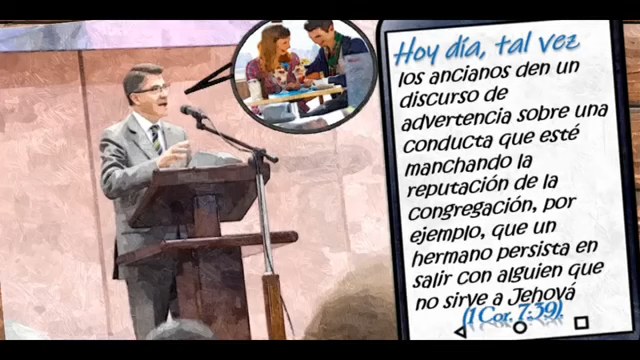 Hoy día, tal vez
los ancianos den un
discurso de
advertencia sobre una
conducta que esté
manchando la
reputación de la
congregación, por
ejemplo, que un
hermano persista en
salir con alguien que
no sirve a Jehová
(1 Cor. 7:39).